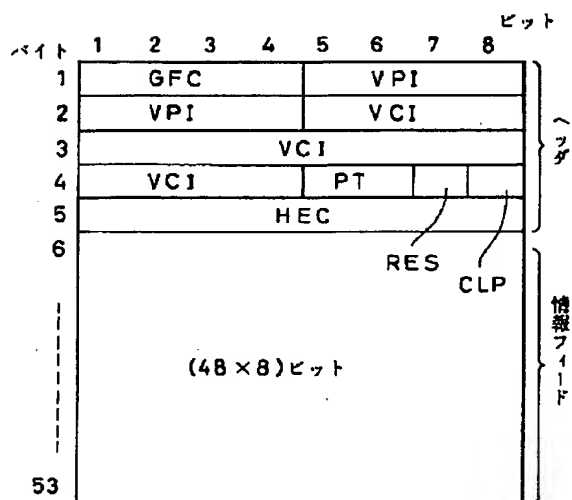 ビット
バイト 1 2 3 4 5 6 7 8
1 GFC VPI
2 VPI VCI
3 VCI
4 VCI PT
5 HEC
6
RES
CLP
ヘッダ
(48×8)ビット
情報フィード
53